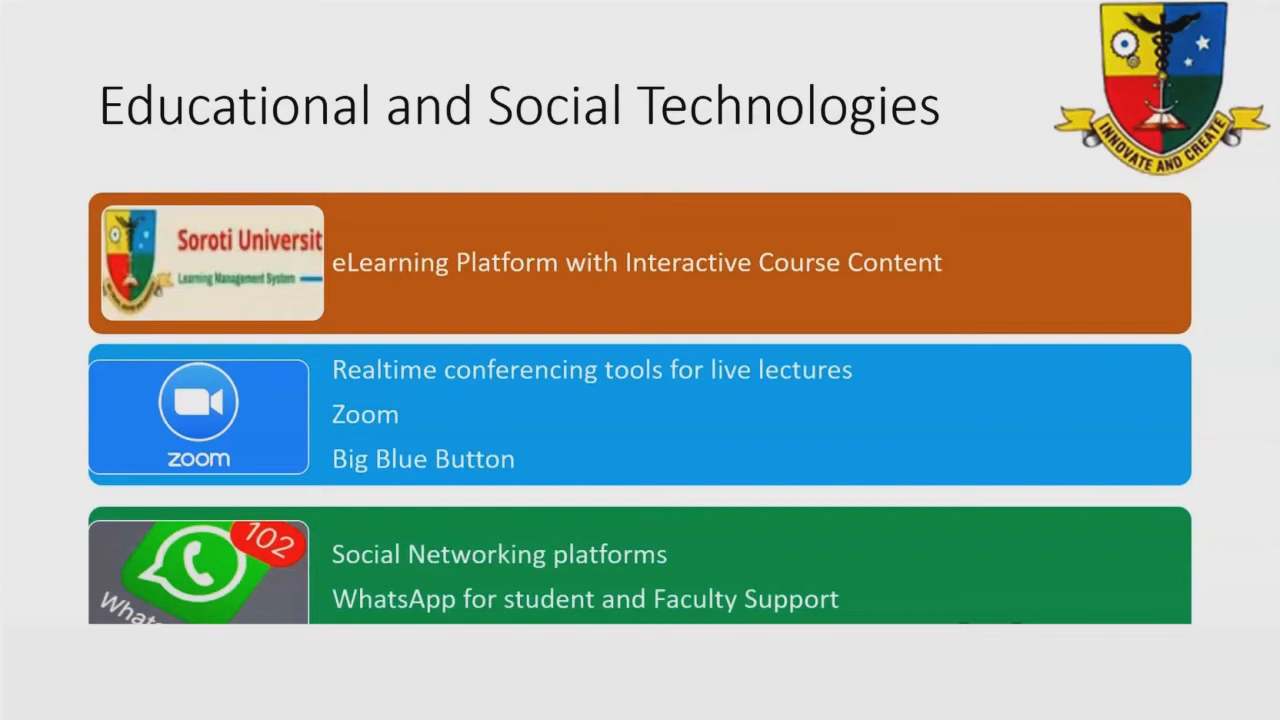 Educational and Social Technologies
INNOVATE AND CREATE
Soroti Universit
Learning Management System
eLearning Platform with Interactive Course Content
zoom
Realtime conferencing tools for live lectures
Zoom
Big Blue Button
102
Whats
Social Networking platforms
WhatsApp for student and Faculty Support